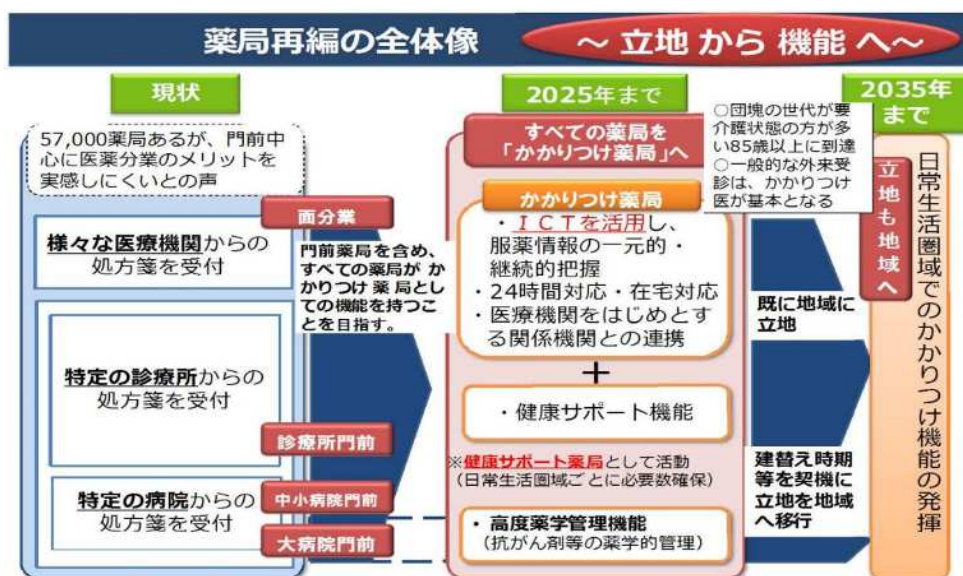 薬局再編の全体像
～ 立地 から 機能 へ～
現状
57,000薬局あるが、門前中
心に医薬分業のメリットを
実感しにくいとの声
面分業
様々な医療機関からの
処方箋を受付
門前薬局を含め、
すべての薬局が か
かりつけ 薬 局とし
ての機能を持つこ
とを目指す。
特定の診療所からの
処方箋を受付
診療所門前
特定の病院からの
処方箋を受付
中小病院門前
大病院門前
2025年まで
すべての薬局を
「かかりつけ薬局」へ
かかりつけ薬局
・ＩＣＴを活用し、
服薬情報の一元的・
継続的把握
・24時間対応・在宅対応
・医療機関をはじめとす
る関係機関との連携
＋
・健康サポート機能
※健康サポート薬局として活動
（日常生活圏域ごとに必要数確保）
・高度薬学管理機能
（抗がん剤等の薬学的管理）
○団塊の世代が要
介護状態の方が多
い85歳以上に到達
○一般的な外来受
診は、かかりつけ
医が基本となる
既に地域に
立地
建替え時期
等を契機に
立地を地域
へ移行
2035年
まで
立地も地域へ
日常生活圏域でのかかりつけ機能の発揮